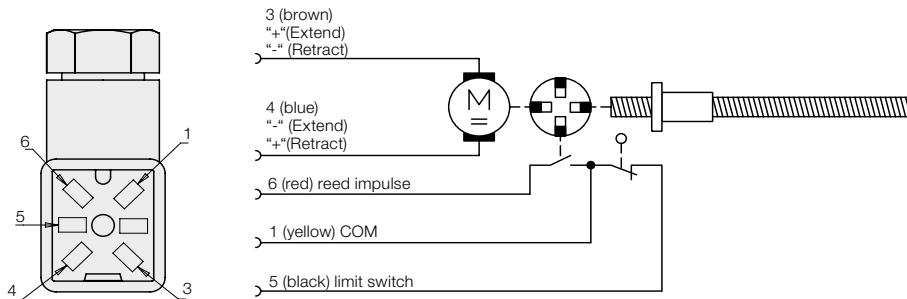 3 (brown)
"+"(Extend)
"-" (Retract)
4 (blue)
"-" (Extend)
"+"(Retract)
M
6 (red) reed impulse
1 (yellow) COM
5 (black) limit switch
6
1
5
4
3